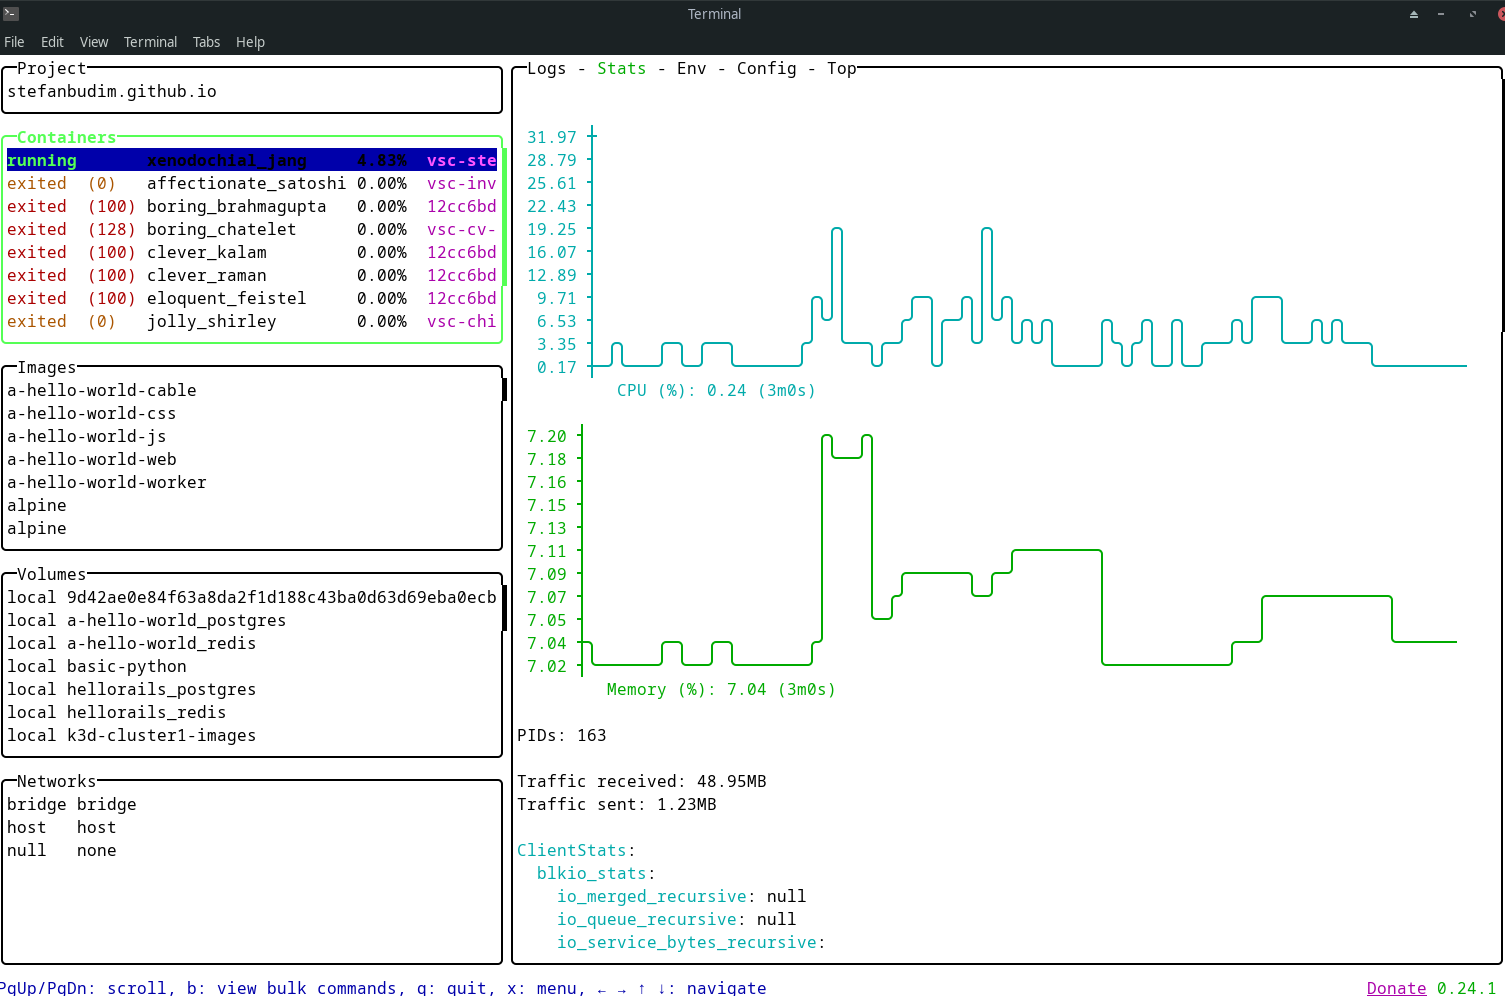 Terminal
File Edit View Terminal Tabs Help
Project
stefanbudim.github.io
Containers
running xenodochial_jang 4.83% vsc-ste
exited (0) affectionate_satoshi 0.00% vsc-inv
exited (100) boring_brahmagupta 0.00% 12cc6bd
exited (128) boring_chatelet 0.00% vsc-cv-
exited (100) clever_kalam 0.00% 12cc6bd
exited (100) clever_raman 0.00% 12cc6bd
exited (100) eloquent_feistel 0.00% 12cc6bd
exited (0) jolly_shirley 0.00% vsc-chi
Images
a-hello-world-cable
a-hello-world-css
a-hello-world-js
a-hello-world-web
a-hello-world-worker
alpine
alpine
Volumes
local 9d42ae0e84f63a8da2f1d188c43ba0d63d69eba0ecb
local a-hello-world_postgres
local a-hello-world_redis
local basic-python
local hellorails_postgres
local hellorails_redis
local k3d-cluster1-images
Networks
bridge bridge
host host
null none
Logs - Stats - Env - Config - Top
31.97
28.79
25.61
22.43
19.25
16.07
12.89
9.71
6.53
3.35
0.17
CPU (%): 0.24 (3m0s)
7.20
7.18
7.16
7.15
7.13
7.11
7.09
7.07
7.05
7.04
7.02
Memory (%): 7.04 (3m0s)
PIDs: 163
Traffic received: 48.95MB
Traffic sent: 1.23MB
ClientStats:
blkio_stats:
io_merged_recursive: null
io_queue_recursive: null
io_service_bytes_recursive:
PgUp/PgDn: scroll, b: view bulk commands, q: quit, x: menu, ← → ↑ ↓: navigate
Donate 0.24.1